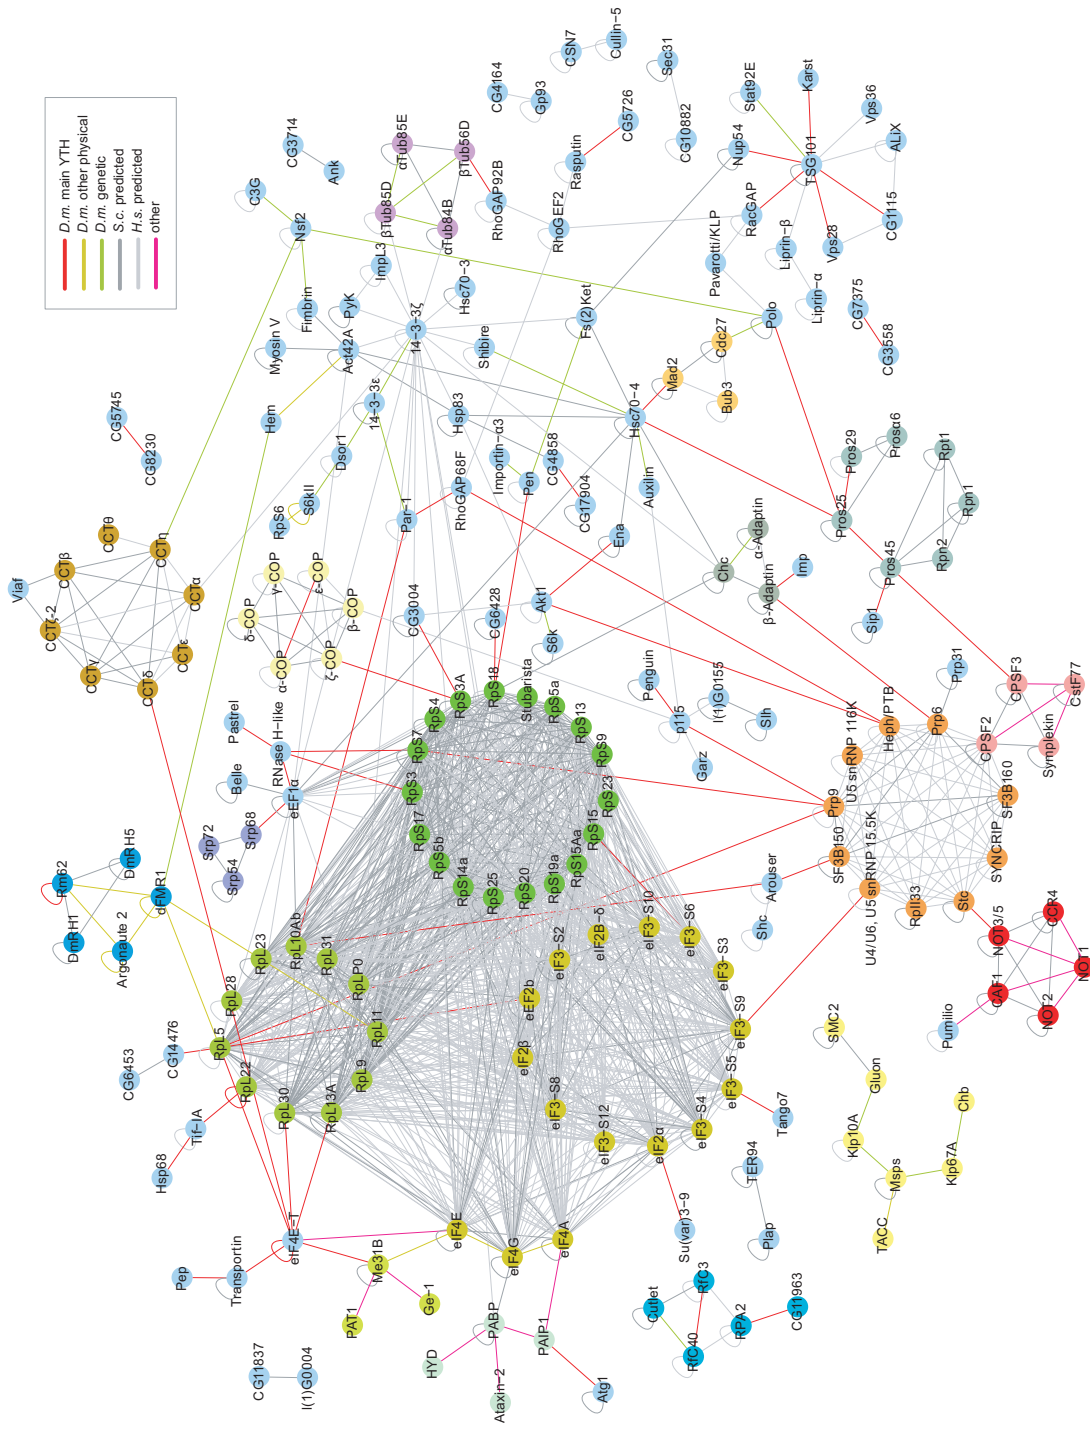 D.m. main YTH
D.m. other physical
D.m. genetic
S.c. predicted
H.s. predicted
other
CG3714
Ank
C3G
Nsf2
Fimbrin
Myosin V
Act42A
PyK
ImpL3
14-3-3ζ
Hsc70-3
βTub85D
αTub85E
βTub56D
αTub84B
RhoGAP92B
RhoGEF2
CG4164
Gp93
CSN7
Cullin-5
Sec31
CG10882
Rasputin
CG5726
Stat92E
Nup54
Karst
TSG101
Vps36
ALiX
CG1115
Vps28
RacGAP
Liprin-β
Liprin-α
Pavarotti/KLP
Polo
CG7375
CG3558
Fs(2)Ket
Shibire
Hsc70-4
Mad2
Cdc27
Bub3
Hsp83
14-3-3ε
Hem
CG5745
CG8230
Dsor1
S6kII
RpS6
Par-1
RhoGAP68F
Importin-α3
Pen
CG4858
CG17904
Ena
Auxilin
Akt1
S6k
Chc
α-Adaptin
β-Adaptin
Imp
Pros25
Pros29
Prosα6
Rpt1
Rpn1
Rpn2
Pros45
Sip1
Viaf
CCTζ-2
CCTβ
CCTθ
CCTη
CCTα
CCTε
CCTδ
CCTγ
δ-COP
γ-COP
ε-COP
β-COP
ζ-COP
α-COP
CG3004
CG6428
Pastrel
RNase H-like
Belle
eEF1α
Srp72
Srp54
Srp68
Rm62
DmRH5
DmRH1
dFMR1
Argonaute 2
RpS7
RpS4
RpS3A
RpS18
Stubarista
RpS5a
RpS13
RpS9
RpS23
RpS15
RpS15Aa
RpS19a
RpS20
RpS25
RpS14a
RpS5b
RpS17
RpS3
Penguin
p115
Garz
l(1)G0155
Slh
Prp31
Prp6
Heph/PTB
U5 snRNP 116K
Prp9
SF3B150
U4/U6, U5 snRNP 15.5K
RpII33
Stc
SYNCRIP
SF3B160
CPSF2
CPSF3
CstF77
Symplekin
Arouser
Shc
NOT3/5
CCR4
NOT1
NOT2
CAF1
Pumilio
CG6453
CG14476
RpL5
RpL28
RpL23
RpL10Ab
RpL31
RpLP0
RpL11
RpL9
RpL13A
RpL30
RpL22
Tif-IA
Hsp68
eIF2B-δ
eIF3-S2
eIF3-S10
eIF3-S6
eIF3-S3
eIF3-S9
eIF3-S5
eIF3-S4
eIF2α
eIF3-S12
eIF3-S8
eIF2β
eEF2b
eIF4E
eIF4G
eIF4A
Tango7
Su(var)3-9
TER94
Plap
SMC2
Gluon
Klp10A
Msps
TACC
Klp67A
Chb
eIF4E-T
Transportin
Pep
Me31B
PAT1
Ge-1
PABP
HYD
Ataxin-2
PAIP1
Atg1
CG11837
l(1)G0004
Cutlet
RfC3
RfC40
RPA2
CG11963